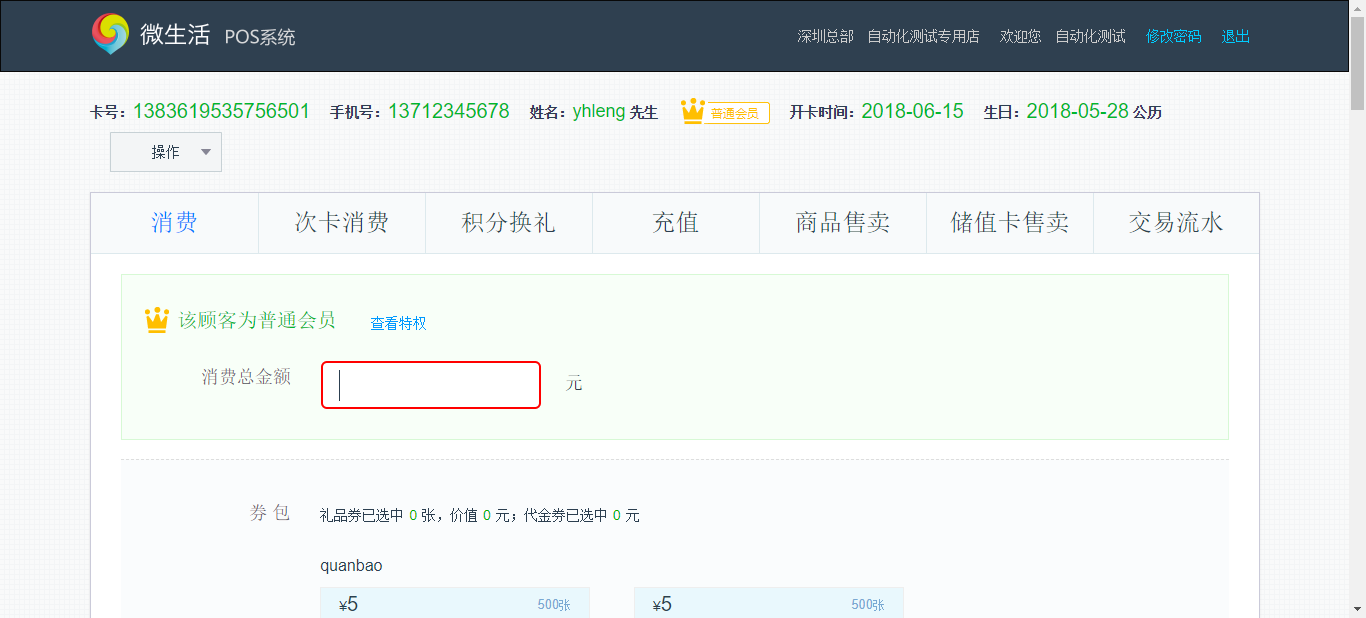 微生活 POS系统 深圳总部 自动化测试专用店 欢迎您 自动化测试 修改密码 退出
卡号：1383619535756501 手机号：13712345678 姓名：yhleng 先生 普通会员 开卡时间：2018-06-15 生日：2018-05-28 公历
操作
消费 次卡消费 积分换礼 充值 商品售卖 储值卡售卖 交易流水
该顾客为普通会员 查看特权
消费总金额 元
券 包 礼品券已选中 0 张，价值 0 元；代金券已选中 0 元
quanbao
¥5 500张 ¥5 500张